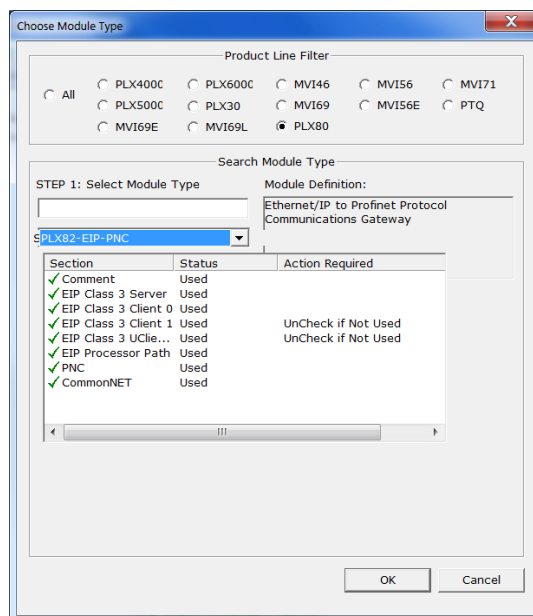 Choose Module Type
Product Line Filter
All
PLX4000 PLX6000 MVI46 MVI56 MVI71
PLX5000 PLX30 MVI69 MVI56E PTQ
MVI69E MVI69L PLX80
Search Module Type
STEP 1: Select Module Type Module Definition:
Ethernet/IP to Profinet Protocol
Communications Gateway
PLX82-EIP-PNC
Section Status Action Required
Comment Used
EIP Class 3 Server Used
EIP Class 3 Client 0 Used
EIP Class 3 Client 1 Used UnCheck if Not Used
EIP Class 3 UClie... Used UnCheck if Not Used
EIP Processor Path Used
PNC Used
CommonNET Used
OK Cancel